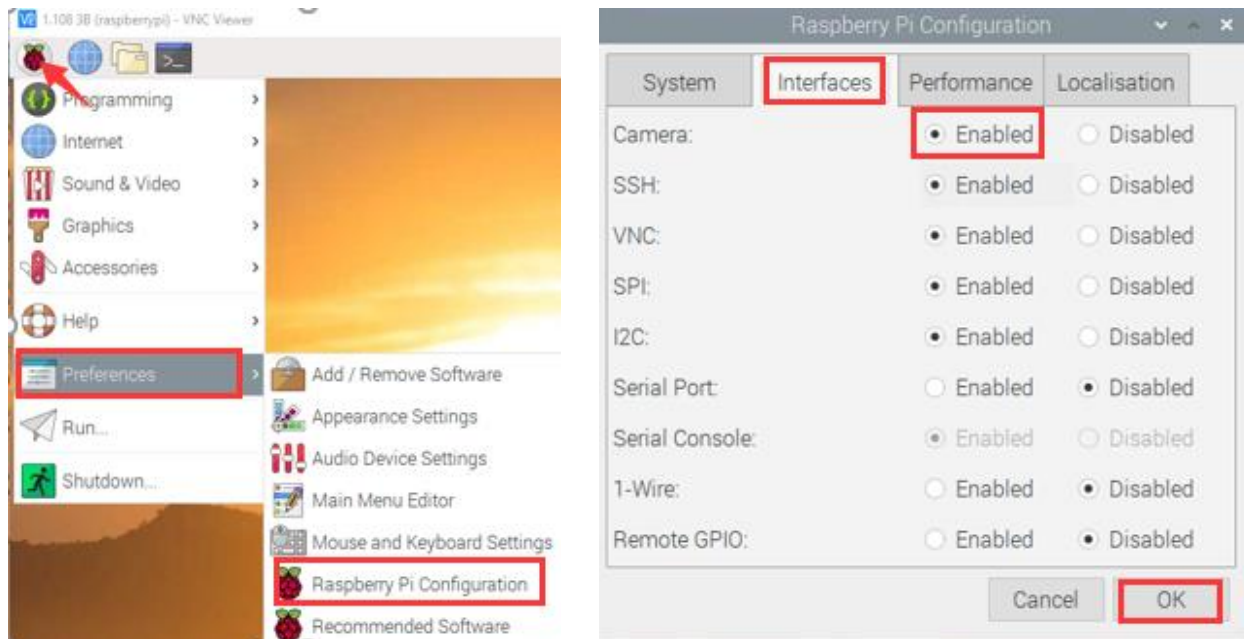 1.108 3B (raspberrypi) - VNC Viewer
Programming
Internet
Sound & Video
Graphics
Accessories
Help
Preferences
Run...
Shutdown...
Add / Remove Software
Appearance Settings
Audio Device Settings
Main Menu Editor
Mouse and Keyboard Settings
Raspberry Pi Configuration
Recommended Software
Raspberry Pi Configuration
System Interfaces Performance Localisation
Camera: Enabled Disabled
SSH: Enabled Disabled
VNC: Enabled Disabled
SPI: Enabled Disabled
I2C: Enabled Disabled
Serial Port: Enabled Disabled
Serial Console: Enabled Disabled
1-Wire: Enabled Disabled
Remote GPIO: Enabled Disabled
Cancel OK